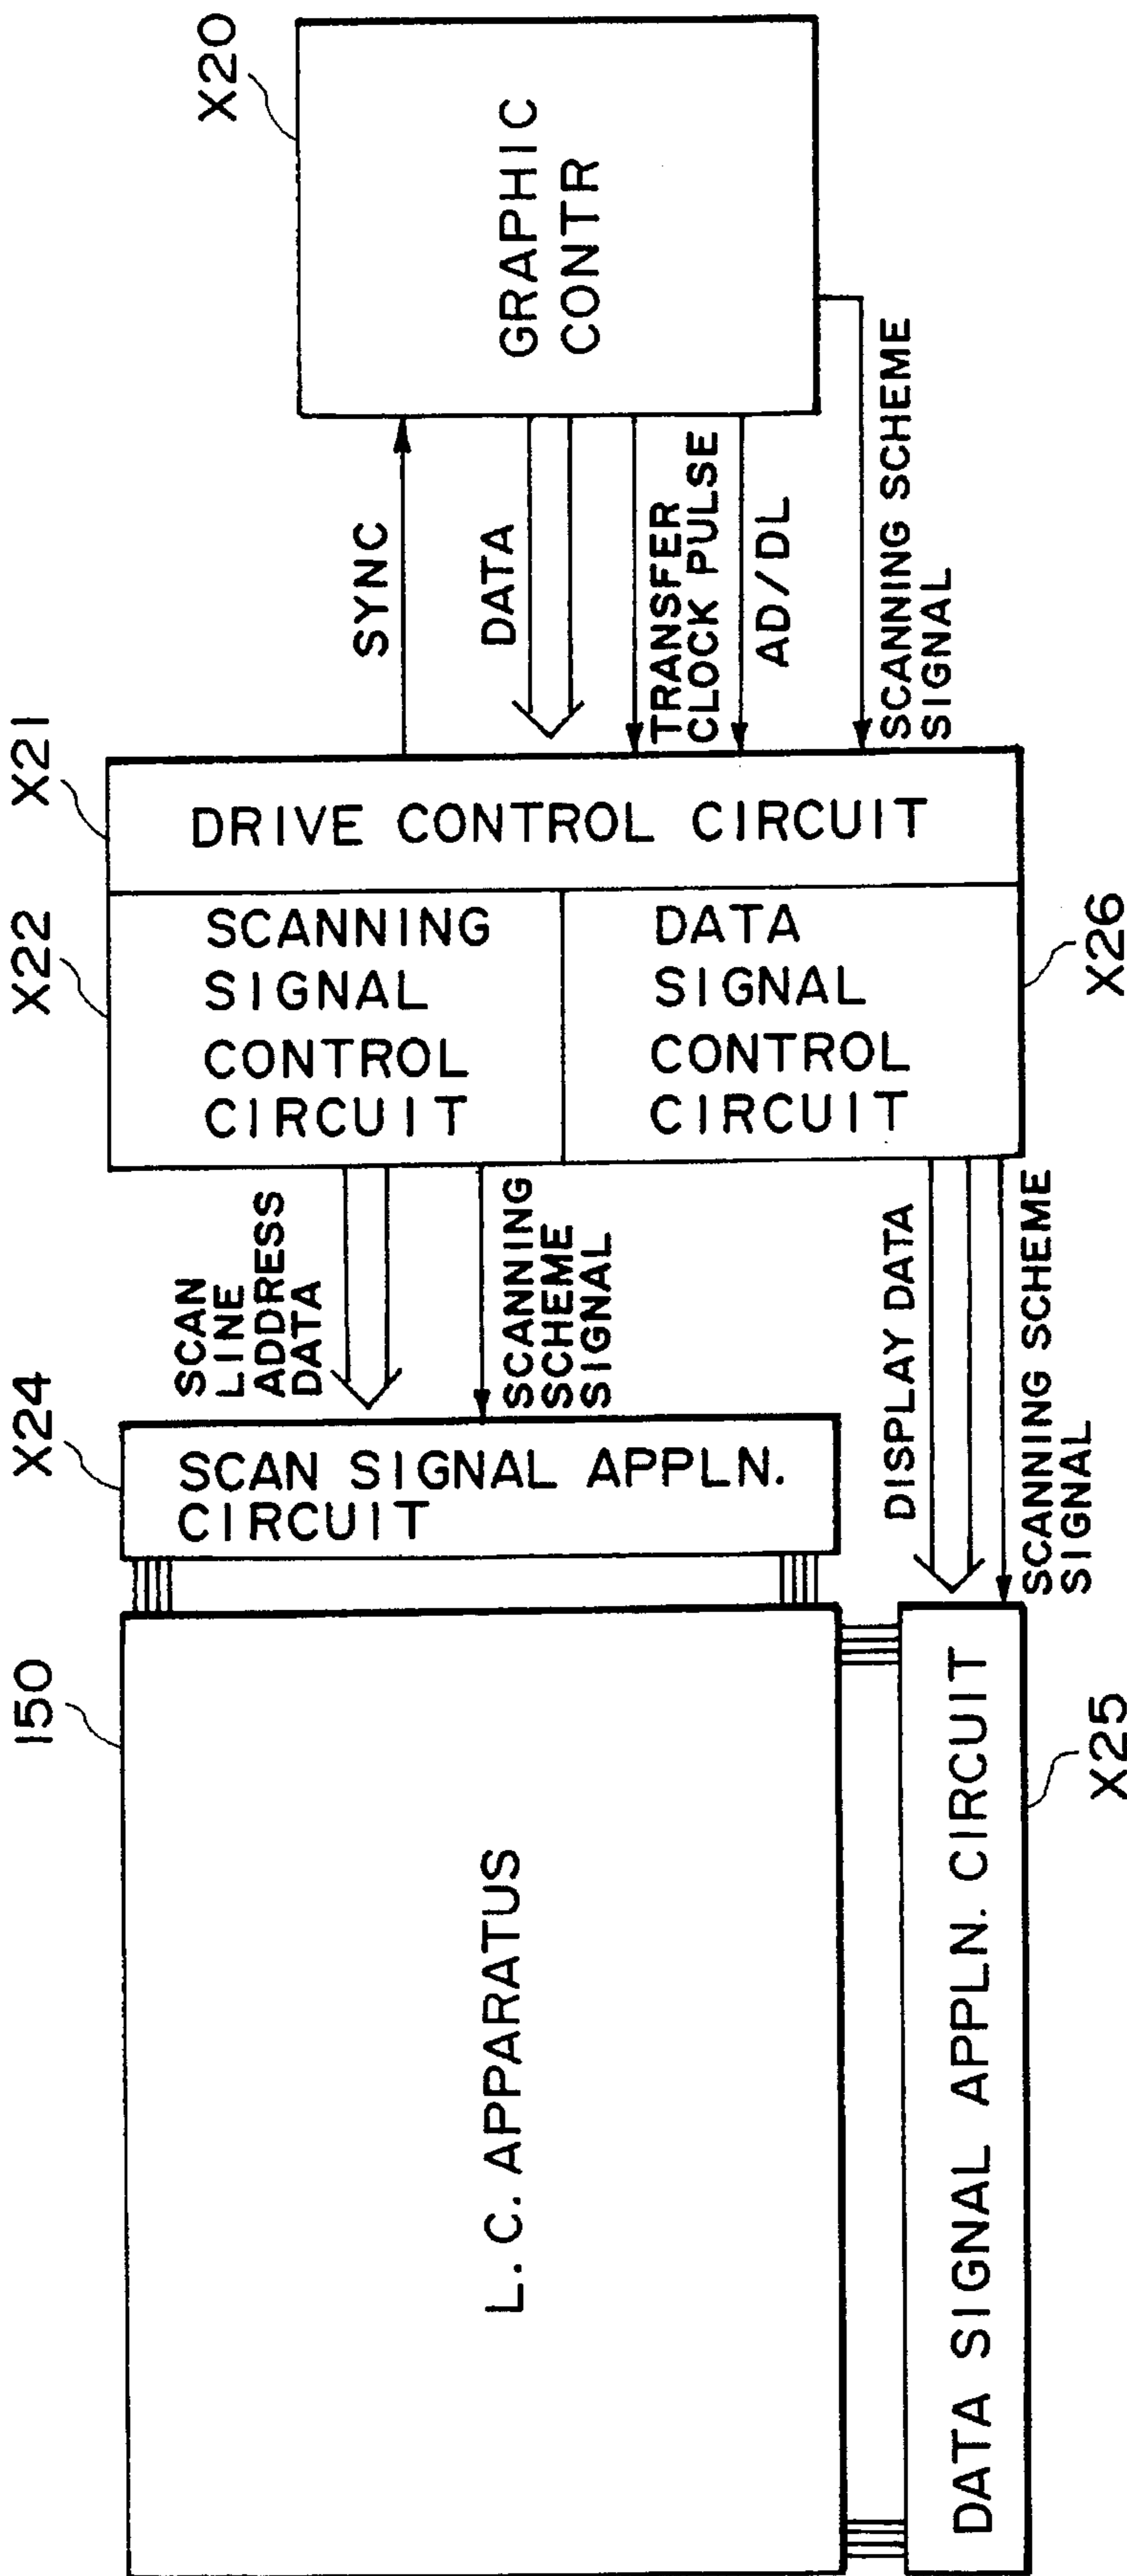 150
X24
X22
X21
X20
L. C. APPARATUS
SCAN SIGNAL APPLN.
CIRCUIT
SCAN
LINE
ADDRESS
DATA
SCANNING
SCHEME
SIGNAL
SCANNING
SIGNAL
CONTROL
CIRCUIT
DATA
SIGNAL
CONTROL
CIRCUIT
DRIVE CONTROL CIRCUIT
SYNC
DATA
TRANSFER
CLOCK PULSE
AD/DL
SCANNING SCHEME
SIGNAL
GRAPHIC
CONTR
DATA SIGNAL APPLN. CIRCUIT
DISPLAY DATA
SCANNING SCHEME
SIGNAL
X25
X26